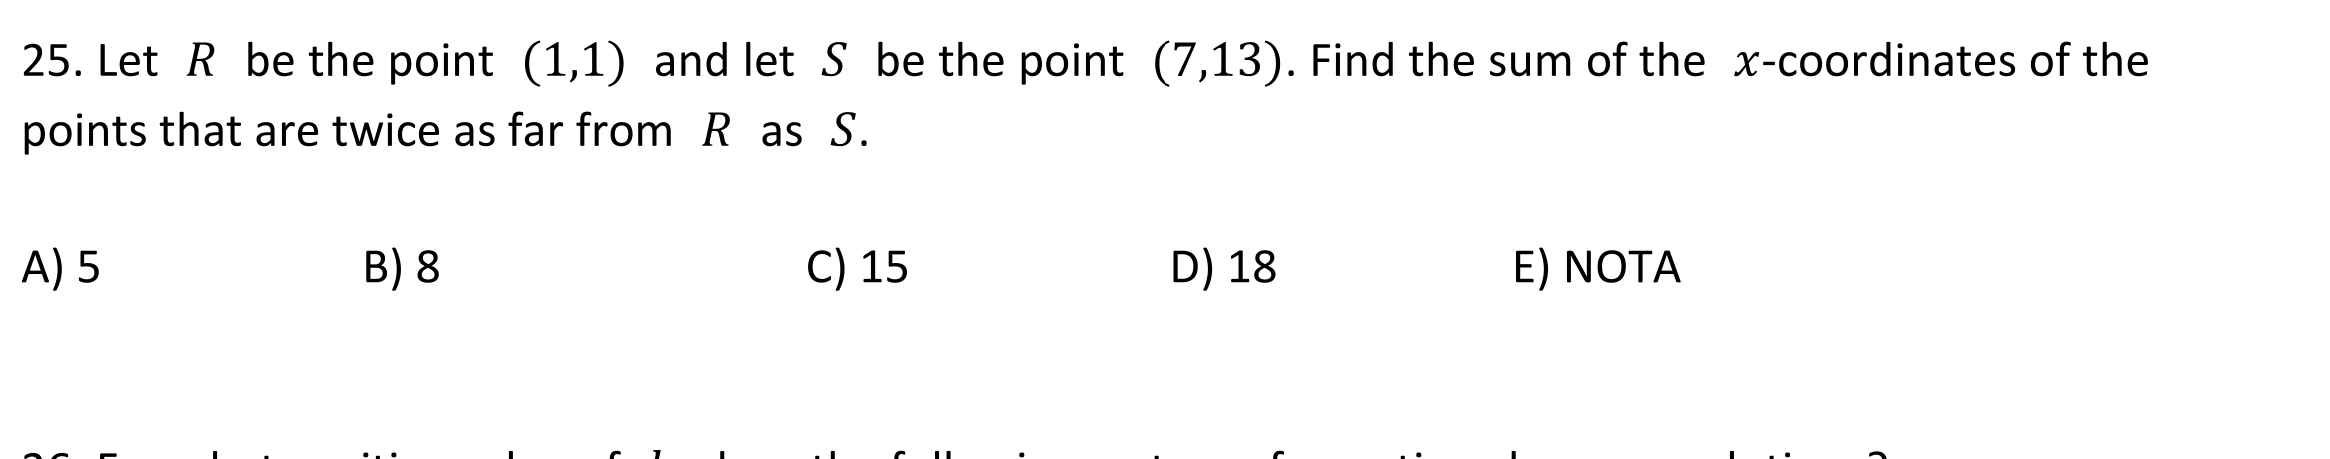 25. Let R be the point (1,1) and let S be the point (7,13). Find the sum of the x-coordinates of the
points that are twice as far from R as S.
A) 5 B) 8 C) 15 D) 18 E) NOTA